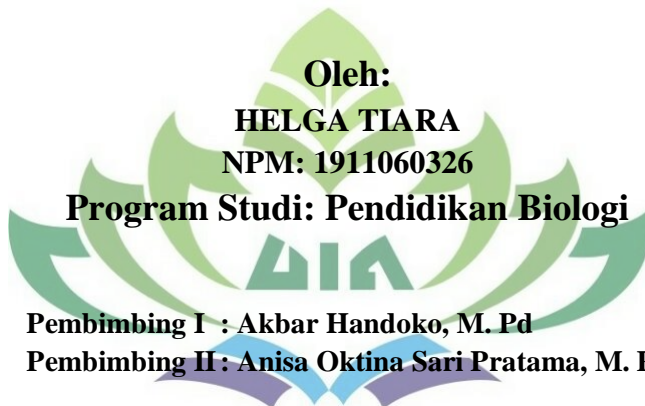 Oleh:
HELGA TIARA
NPM: 1911060326
Program Studi: Pendidikan Biologi
UIN
Pembimbing I : Akbar Handoko, M. Pd
Pembimbing II : Anisa Oktina Sari Pratama, M.